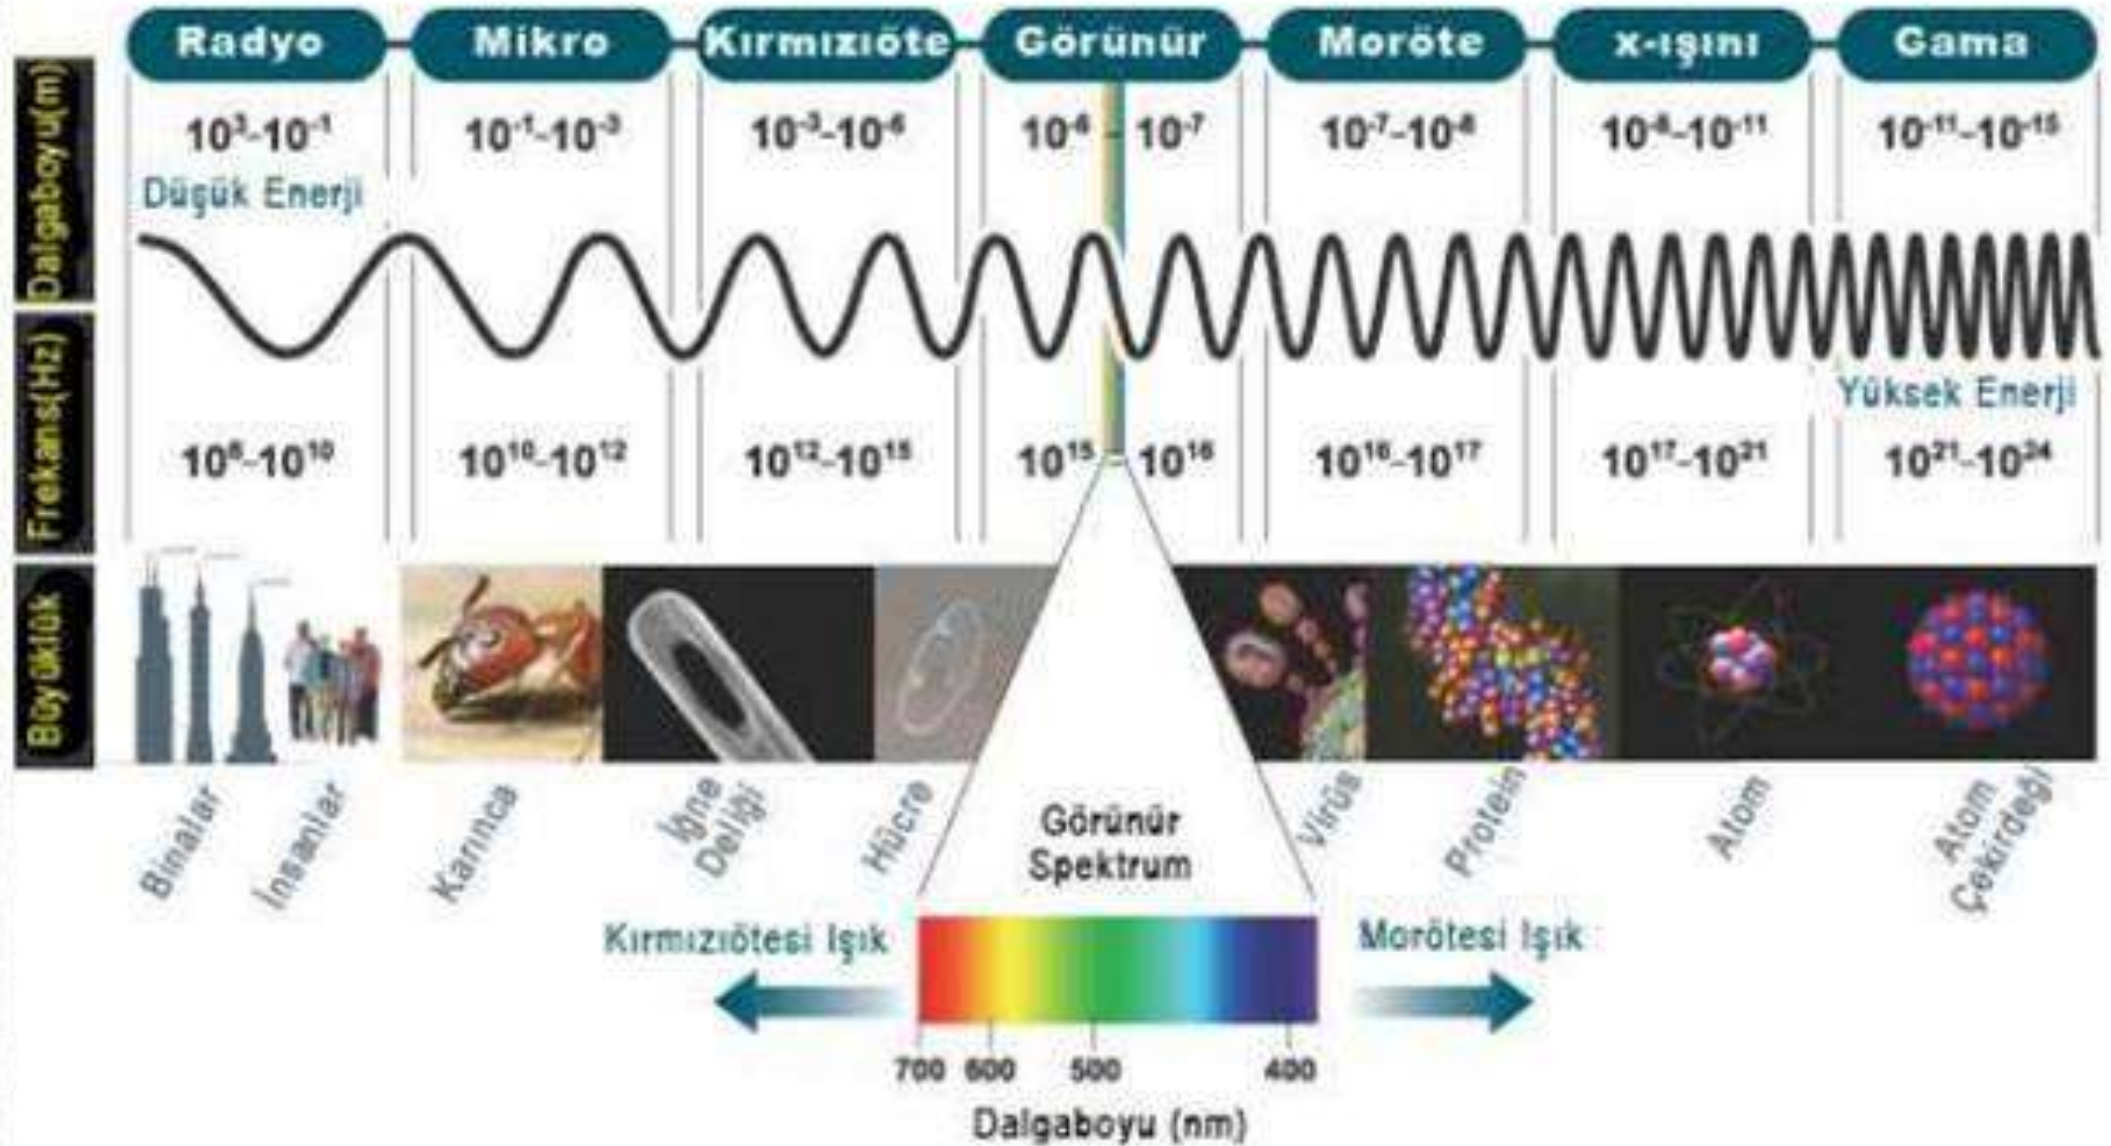 Radyo Mikro Kırmızıöte Görünür Moröte x-ışını Gama
Dalgaboyu(m)
10³-10⁻¹ 10⁻¹-10⁻³ 10⁻³-10⁻⁶ 10⁻⁶ - 10⁻⁷ 10⁻⁷-10⁻⁸ 10⁻⁸-10⁻¹¹ 10⁻¹¹-10⁻¹⁵
Düşük Enerji
Yüksek Enerji
Frekans(Hz)
10⁶-10¹⁰ 10¹⁰-10¹² 10¹²-10¹⁵ 10¹⁵ - 10¹⁶ 10¹⁶-10¹⁷ 10¹⁷-10²¹ 10²¹-10²⁴
Büyüklük
Binalar
İnsanlar
Karınca
İğne
Deliği
Hücre
Virüs
Protein
Atom
Atom
Çekirdeği
Görünür
Spektrum
Kırmızıötesi Işık
Morötesi Işık
700 600 500 400
Dalgaboyu (nm)